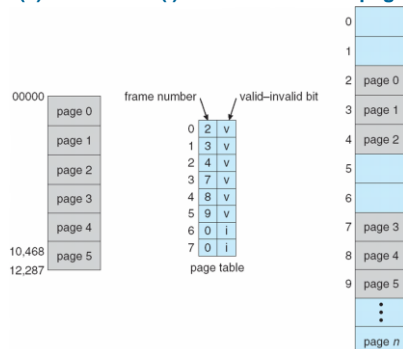 00000
page 0
page 1
page 2
page 3
page 4
10,468
page 5
12,287
frame number
valid–invalid bit
0 2 v
1 3 v
2 4 v
3 7 v
4 8 v
5 9 v
6 0 i
7 0 i
page table
0
1
2 page 0
3 page 1
4 page 2
5
6
7 page 3
8 page 4
9 page 5
page n